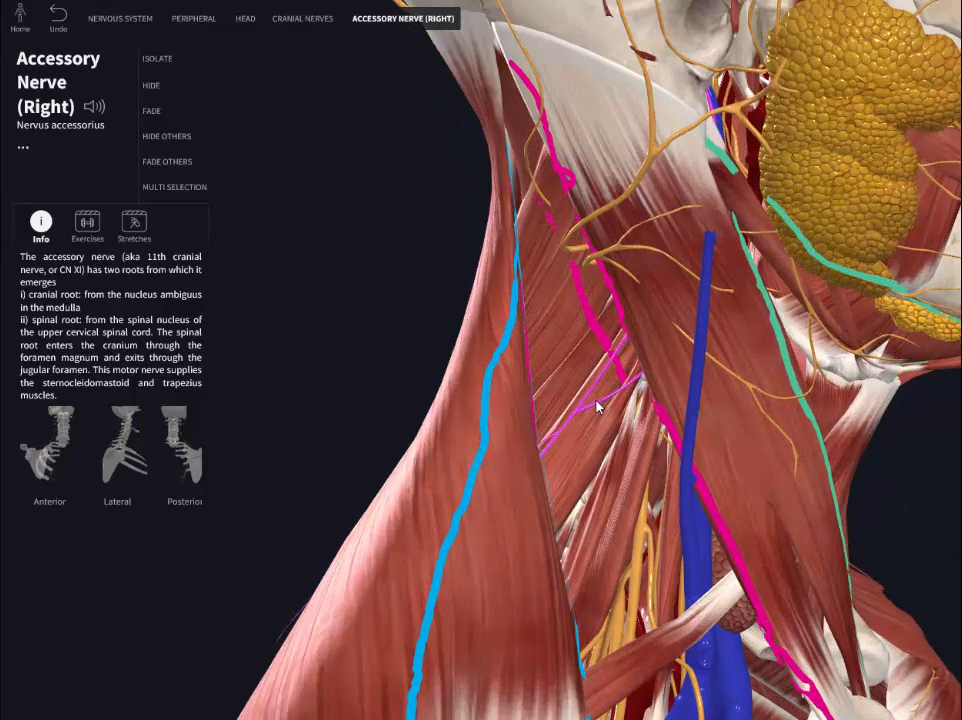 Home
Undo
NERVOUS SYSTEM
PERIPHERAL
HEAD
CRANIAL NERVES
ACCESSORY NERVE (RIGHT)
Accessory
Nerve
(Right)
Nervus accessorius
...
ISOLATE
HIDE
FADE
HIDE OTHERS
FADE OTHERS
MULTI SELECTION
i
Info
Exercises
Stretches
The accessory nerve (aka 11th cranial
nerve, or CN XI) has two roots from which it
emerges
i) cranial root: from the nucleus ambiguus
in the medulla
ii) spinal root: from the spinal nucleus of
the upper cervical spinal cord. The spinal
root enters the cranium through the
foramen magnum and exits through the
jugular foramen. This motor nerve supplies
the sternocleidomastoid and trapezius
muscles.
Anterior
Lateral
Posterior